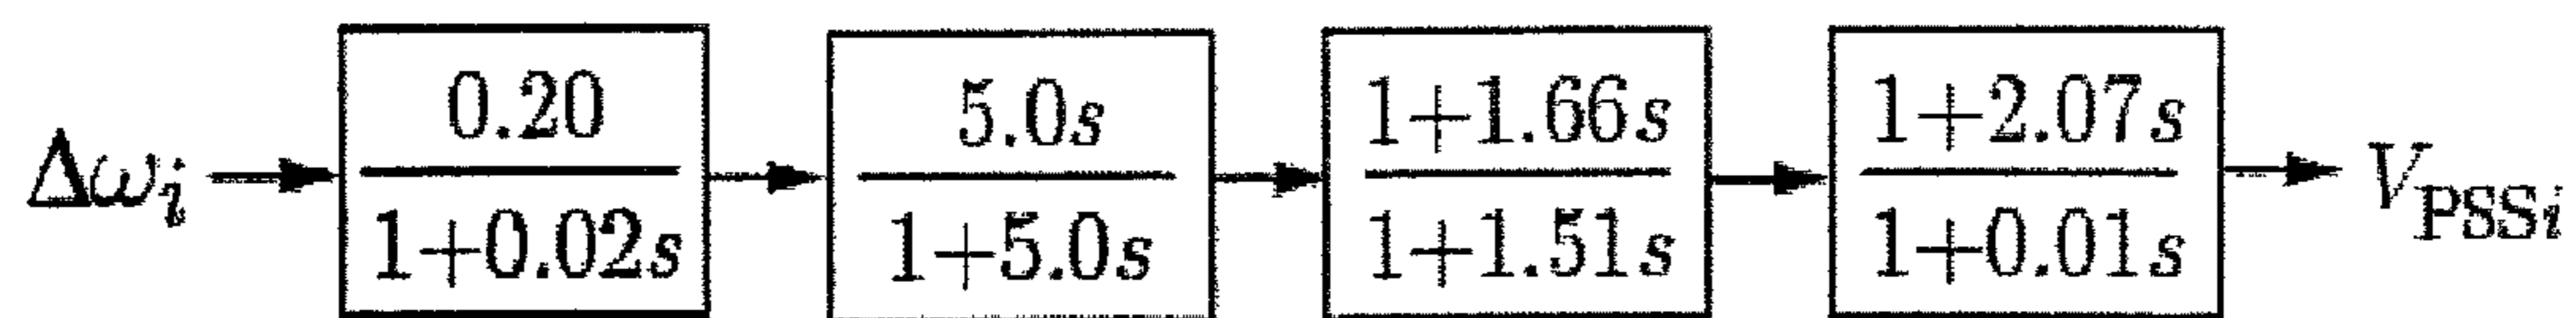 Δω_i
0.20
1+0.02s
5.0s
1+5.0s
1+1.66s
1+1.51s
1+2.07s
1+0.01s
V_PSSi